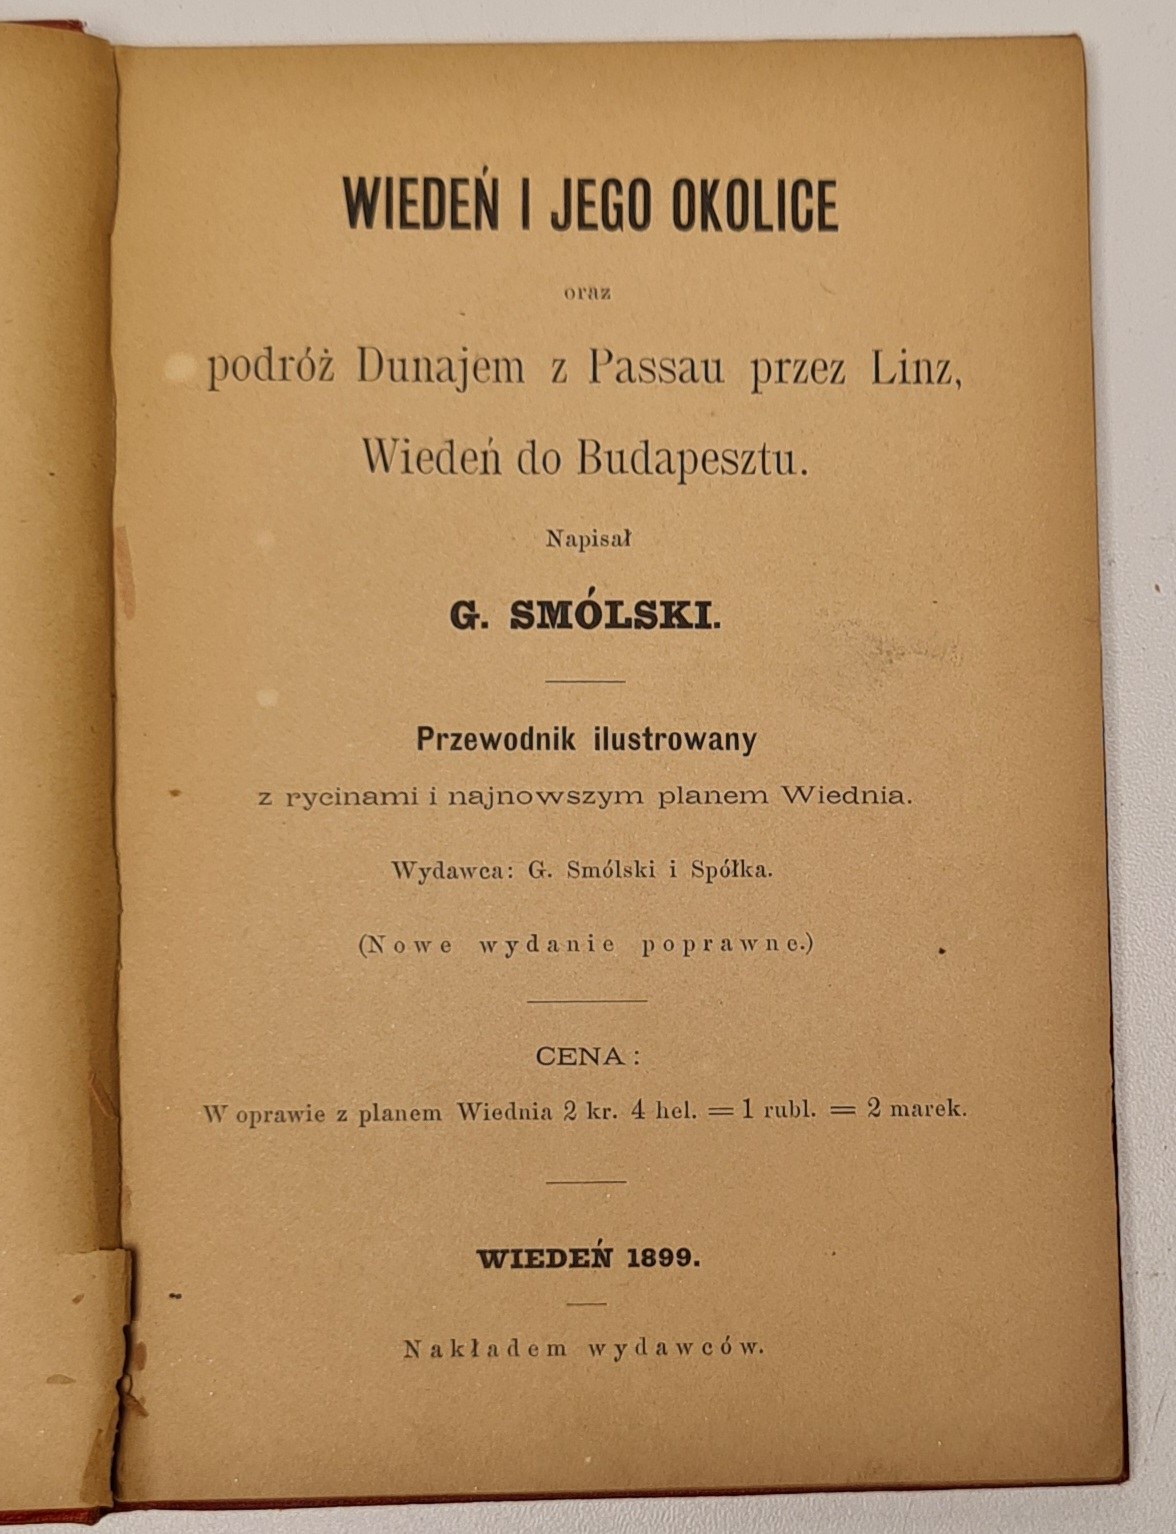 WIEDEŃ I JEGO OKOLICE
oraz
podróż Dunajem z Passau przez Linz,
Wiedeń do Budapesztu.
Napisał
G. SMÓLSKI.
Przewodnik ilustrowany
z rycinami i najnowszym planem Wiednia.
Wydawca: G. Smólski i Spółka.
(Nowe wydanie poprawne.)
CENA:
W oprawie z planem Wiednia 2 kr. 4 hel. = 1 rubl. = 2 marek.
WIEDEŃ 1899.
Nakładem wydawców.